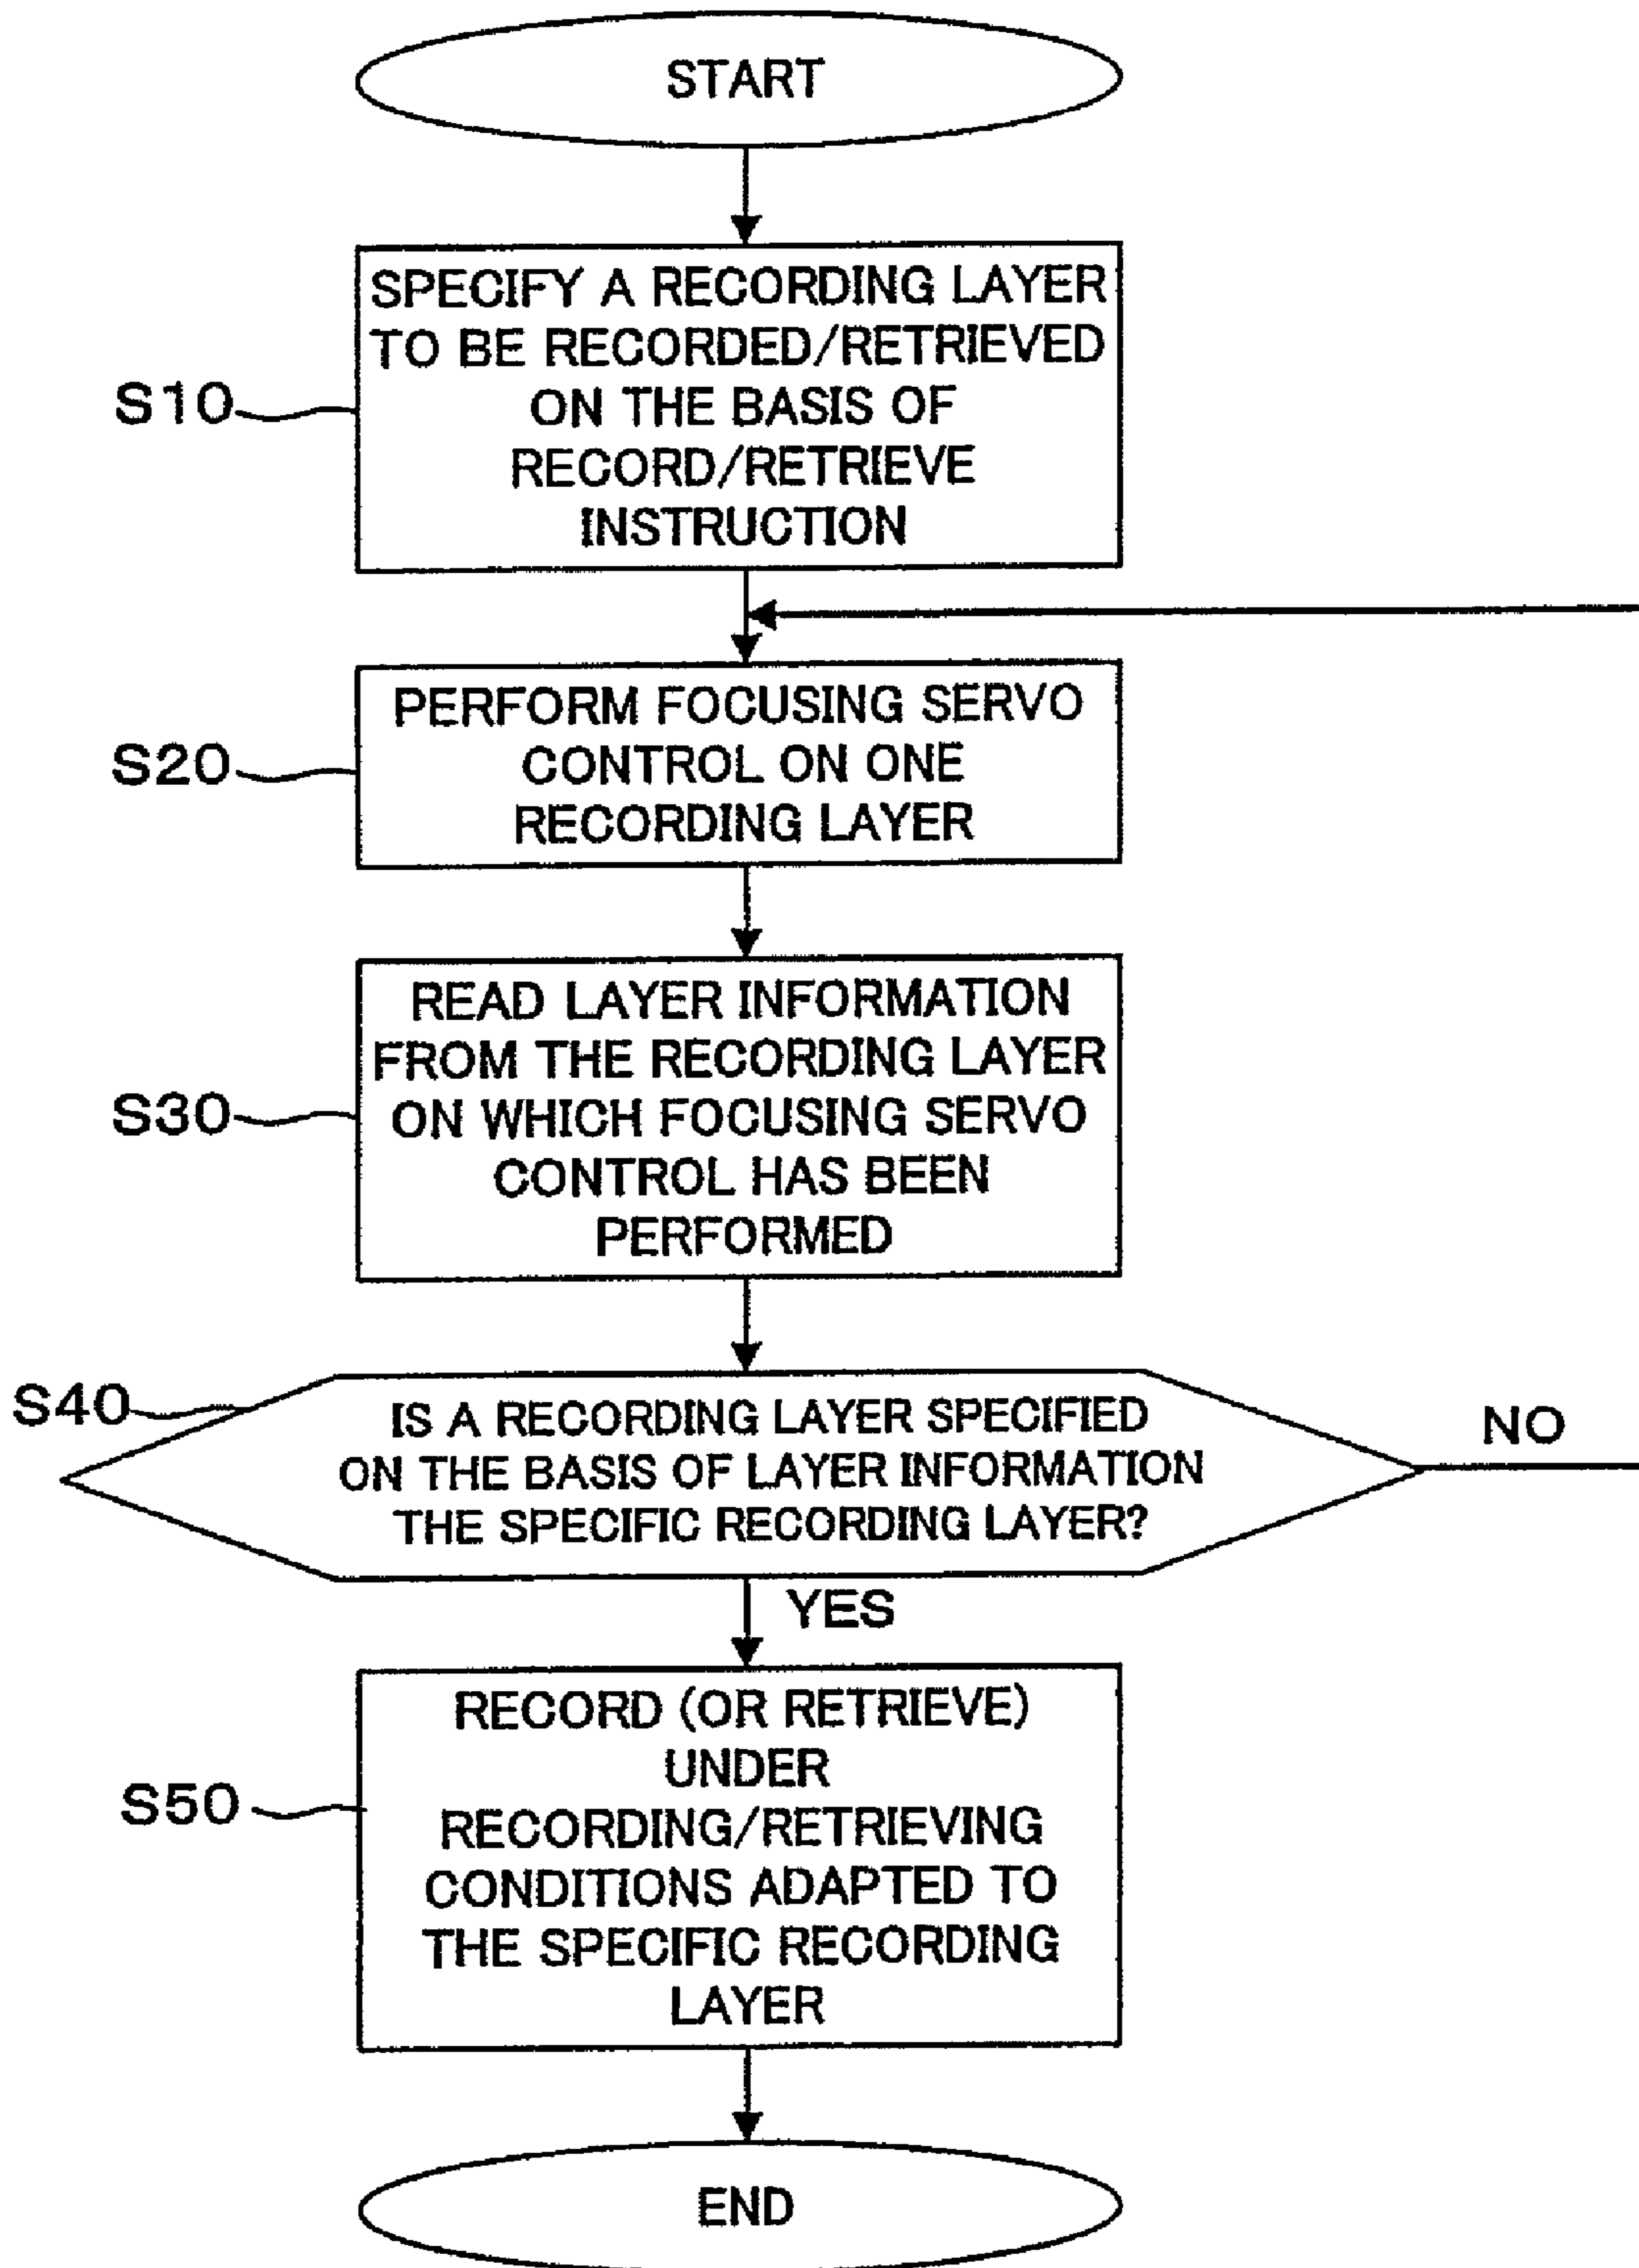 START
SPECIFY A RECORDING LAYER
TO BE RECORDED/RETRIEVED
ON THE BASIS OF
RECORD/RETRIEVE
INSTRUCTION
S10
PERFORM FOCUSING SERVO
CONTROL ON ONE
RECORDING LAYER
S20
READ LAYER INFORMATION
FROM THE RECORDING LAYER
ON WHICH FOCUSING SERVO
CONTROL HAS BEEN
PERFORMED
S30
S40
IS A RECORDING LAYER SPECIFIED
ON THE BASIS OF LAYER INFORMATION
THE SPECIFIC RECORDING LAYER?
NO
YES
RECORD (OR RETRIEVE)
UNDER
RECORDING/RETRIEVING
CONDITIONS ADAPTED TO
THE SPECIFIC RECORDING
LAYER
S50
END